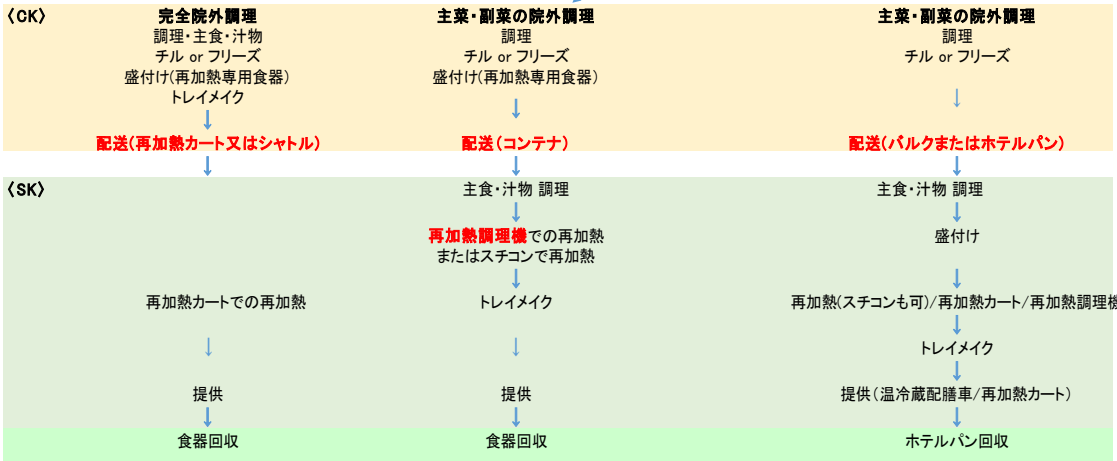 〈CK〉
完全院外調理
調理・主食・汁物
チル or フリーズ
盛付け(再加熱専用食器)
トレイメイク
↓
配送(再加熱カート又はシャトル)
↓
主菜・副菜の院外調理
調理
チル or フリーズ
盛付け(再加熱専用食器)
↓
配送(コンテナ)
↓
主菜・副菜の院外調理
調理
チル or フリーズ
↓
配送(バルクまたはホテルパン)
↓
〈SK〉
再加熱カートでの再加熱
↓
提供
↓
食器回収
主食・汁物 調理
↓
再加熱調理機での再加熱
またはスチコンで再加熱
↓
トレイメイク
↓
提供
↓
食器回収
主食・汁物 調理
↓
盛付け
↓
再加熱(スチコンも可)/再加熱カート/再加熱調理機
↓
トレイメイク
↓
提供(温冷蔵配膳車/再加熱カート)
↓
ホテルパン回収